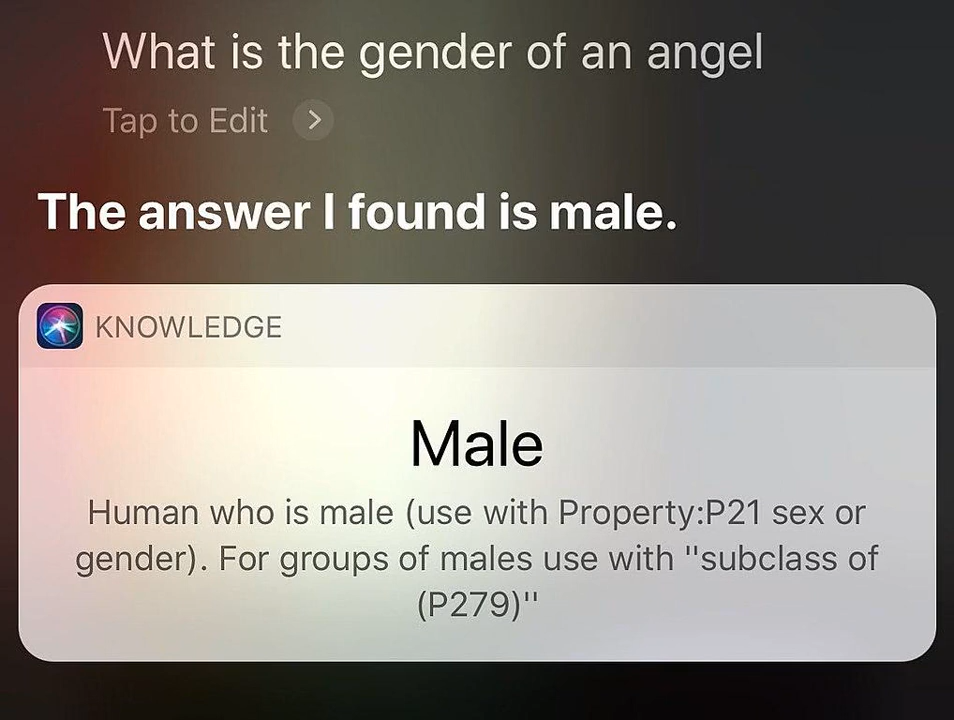 What is the gender of an angel
Tap to Edit
The answer I found is male.
KNOWLEDGE
Male
Human who is male (use with Property:P21 sex or
gender). For groups of males use with "subclass of
(P279)"